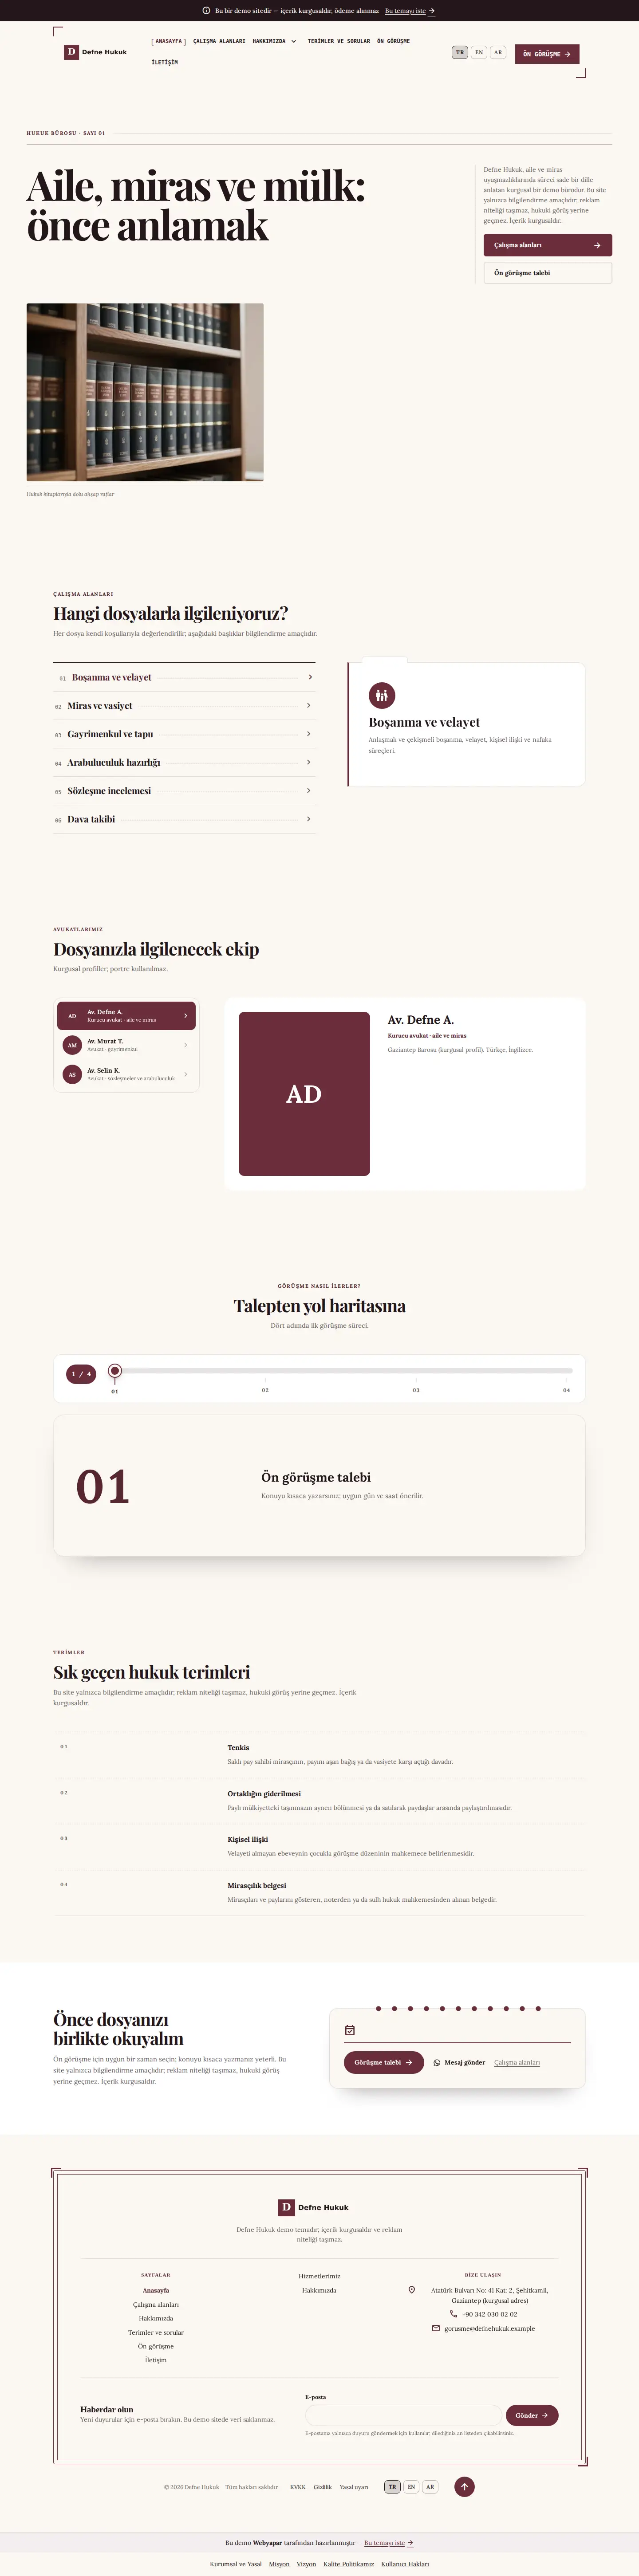 Bu bir demo sitedir — içerik kurgusaldır, ödeme alınmaz Bu temayı iste →
D Defne Hukuk
[ ANASAYFA ] ÇALIŞMA ALANLARI HAKKIMIZDA TERİMLER VE SORULAR ÖN GÖRÜŞME
İLETİŞİM
TR EN AR
ÖN GÖRÜŞME →
HUKUK BÜROSU · SAYI 01
Aile, miras ve mülk:
önce anlamak
Defne Hukuk, aile ve miras
uyuşmazlıklarında süreci sade bir dille
anlatan kurgusal bir demo bürodur. Bu site
yalnızca bilgilendirme amaçlıdır; reklam
niteliği taşımaz, hukuki görüş yerine
geçmez. İçerik kurgusaldır.
Çalışma alanları →
Ön görüşme talebi
Hukuk kitaplarıyla dolu ahşap raflar
ÇALIŞMA ALANLARI
Hangi dosyalarla ilgileniyoruz?
Her dosya kendi koşullarıyla değerlendirilir; aşağıdaki başlıklar bilgilendirme amaçlıdır.
01 Boşanma ve velayet
02 Miras ve vasiyet
03 Gayrimenkul ve tapu
04 Arabuluculuk hazırlığı
05 Sözleşme incelemesi
06 Dava takibi
Boşanma ve velayet
Anlaşmalı ve çekişmeli boşanma, velayet, kişisel ilişki ve nafaka
süreçleri.
AVUKATLARIMIZ
Dosyanızla ilgilenecek ekip
Kurgusal profiller; portre kullanılmaz.
AD Av. Defne A.
Kurucu avukat · aile ve miras
AM Av. Murat T.
Avukat · gayrimenkul
AS Av. Selin K.
Avukat · sözleşmeler ve arabuluculuk
AD
Av. Defne A.
Kurucu avukat · aile ve miras
Gaziantep Barosu (kurgusal profil). Türkçe, İngilizce.
GÖRÜŞME NASIL İLERLER?
Talepten yol haritasına
Dört adımda ilk görüşme süreci.
1 / 4
01 02 03 04
01
Ön görüşme talebi
Konuyu kısaca yazarsınız; uygun gün ve saat önerilir.
TERİMLER
Sık geçen hukuk terimleri
Bu site yalnızca bilgilendirme amaçlıdır; reklam niteliği taşımaz, hukuki görüş yerine geçmez. İçerik
kurgusaldır.
01 Tenkis
Saklı pay sahibi mirasçının, payını aşan bağış ya da vasiyete karşı açtığı davadır.
02 Ortaklığın giderilmesi
Paylı mülkiyetteki taşınmazın aynen bölünmesi ya da satılarak paydaşlar arasında paylaştırılmasıdır.
03 Kişisel ilişki
Velayeti almayan ebeveynin çocukla görüşme düzeninin mahkemece belirlenmesidir.
04 Mirasçılık belgesi
Mirasçıları ve paylarını gösteren, noterden ya da sulh hukuk mahkemesinden alınan belgedir.
Önce dosyanızı
birlikte okuyalım
Ön görüşme için uygun bir zaman seçin; konuyu kısaca yazmanız yeterli. Bu
site yalnızca bilgilendirme amaçlıdır; reklam niteliği taşımaz, hukuki görüş
yerine geçmez. İçerik kurgusaldır.
Görüşme talebi → Mesaj gönder Çalışma alanları
D Defne Hukuk
Defne Hukuk demo temadır; içerik kurgusaldır ve reklam
niteliği taşımaz.
SAYFALAR
Anasayfa
Çalışma alanları
Hakkımızda
Terimler ve sorular
Ön görüşme
İletişim
Hizmetlerimiz
Hakkımızda
BİZE ULAŞIN
Atatürk Bulvarı No: 41 Kat: 2, Şehitkamil,
Gaziantep (kurgusal adres)
+90 342 030 02 02
gorusme@defnehukuk.example
Haberdar olun
Yeni duyurular için e-posta bırakın. Bu demo sitede veri saklanmaz.
E-posta
Gönder →
E-postanız yalnızca duyuru göndermek için kullanılır; dilediğiniz an listeden çıkabilirsiniz.
© 2026 Defne Hukuk Tüm hakları saklıdır KVKK Gizlilik Yasal uyarı TR EN AR
Bu demo Webyapar tarafından hazırlanmıştır — Bu temayı iste →
Kurumsal ve Yasal Misyon Vizyon Kalite Politikamız Kullanıcı Hakları